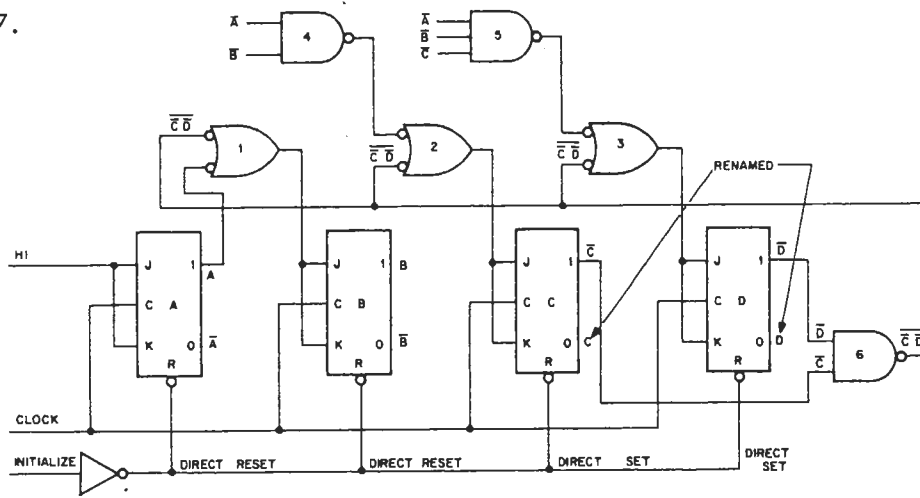 7.
A̅
B̅
4
A̅
B̅
C̅
5
C̅ D̅
1
C̅ D̅
2
C̅ D̅
3
RENAMED
HI
J 1 A
C A
K 0 A̅
R
J 1 B
C B
K 0 B̅
R
J 1 C̅
C C
K 0 C
R
J 1 D̅
C D
K 0 D
R
D̅
C̅
6
C̅ D̅
CLOCK
INITIALIZE
DIRECT RESET
DIRECT RESET
DIRECT SET
DIRECT
SET